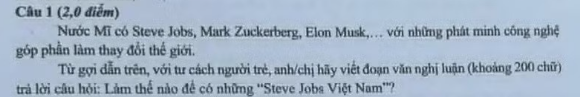 Câu 1 (2,0 điểm)
Nước Mĩ có Steve Jobs, Mark Zuckerberg, Elon Musk,… với những phát minh công nghệ
góp phần làm thay đổi thế giới.
Từ gợi dẫn trên, với tư cách người trẻ, anh/chị hãy viết đoạn văn nghị luận (khoảng 200 chữ)
trả lời câu hỏi: Làm thế nào để có những “Steve Jobs Việt Nam”?